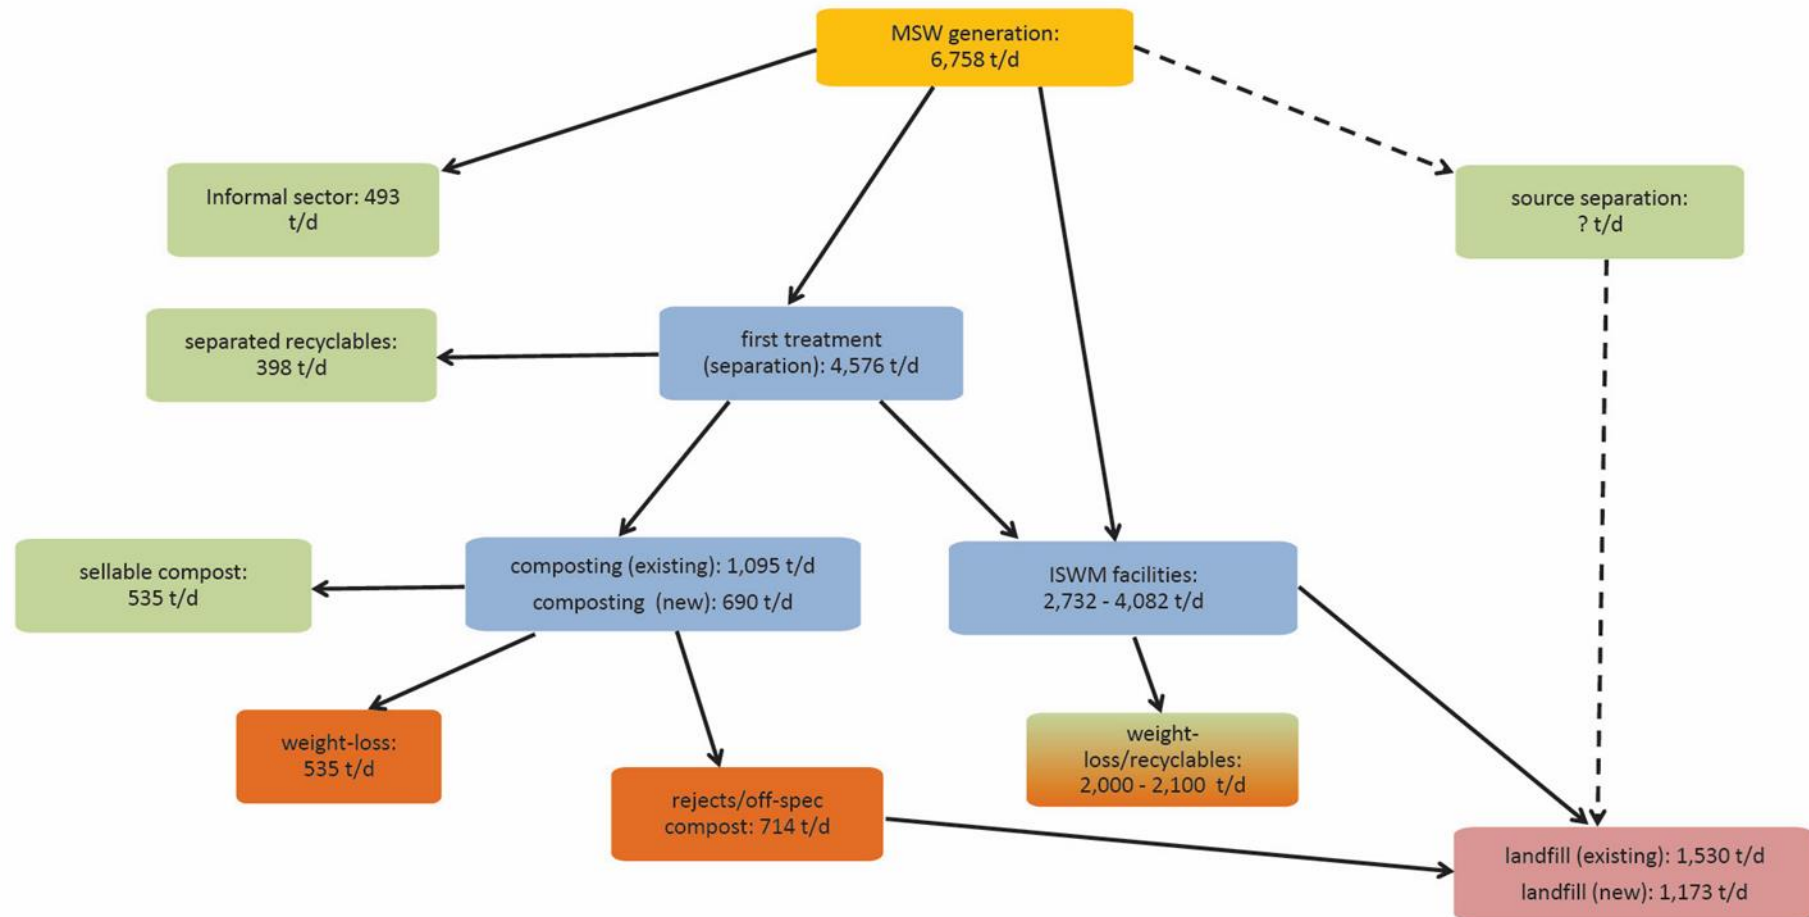 MSW generation:
6,758 t/d
Informal sector: 493
t/d
source separation:
? t/d
separated recyclables:
398 t/d
first treatment
(separation): 4,576 t/d
sellable compost:
535 t/d
composting (existing): 1,095 t/d
composting (new): 690 t/d
ISWM facilities:
2,732 - 4,082 t/d
weight-loss:
535 t/d
rejects/off-spec
compost: 714 t/d
weight-
loss/recyclables:
2,000 - 2,100 t/d
landfill (existing): 1,530 t/d
landfill (new): 1,173 t/d